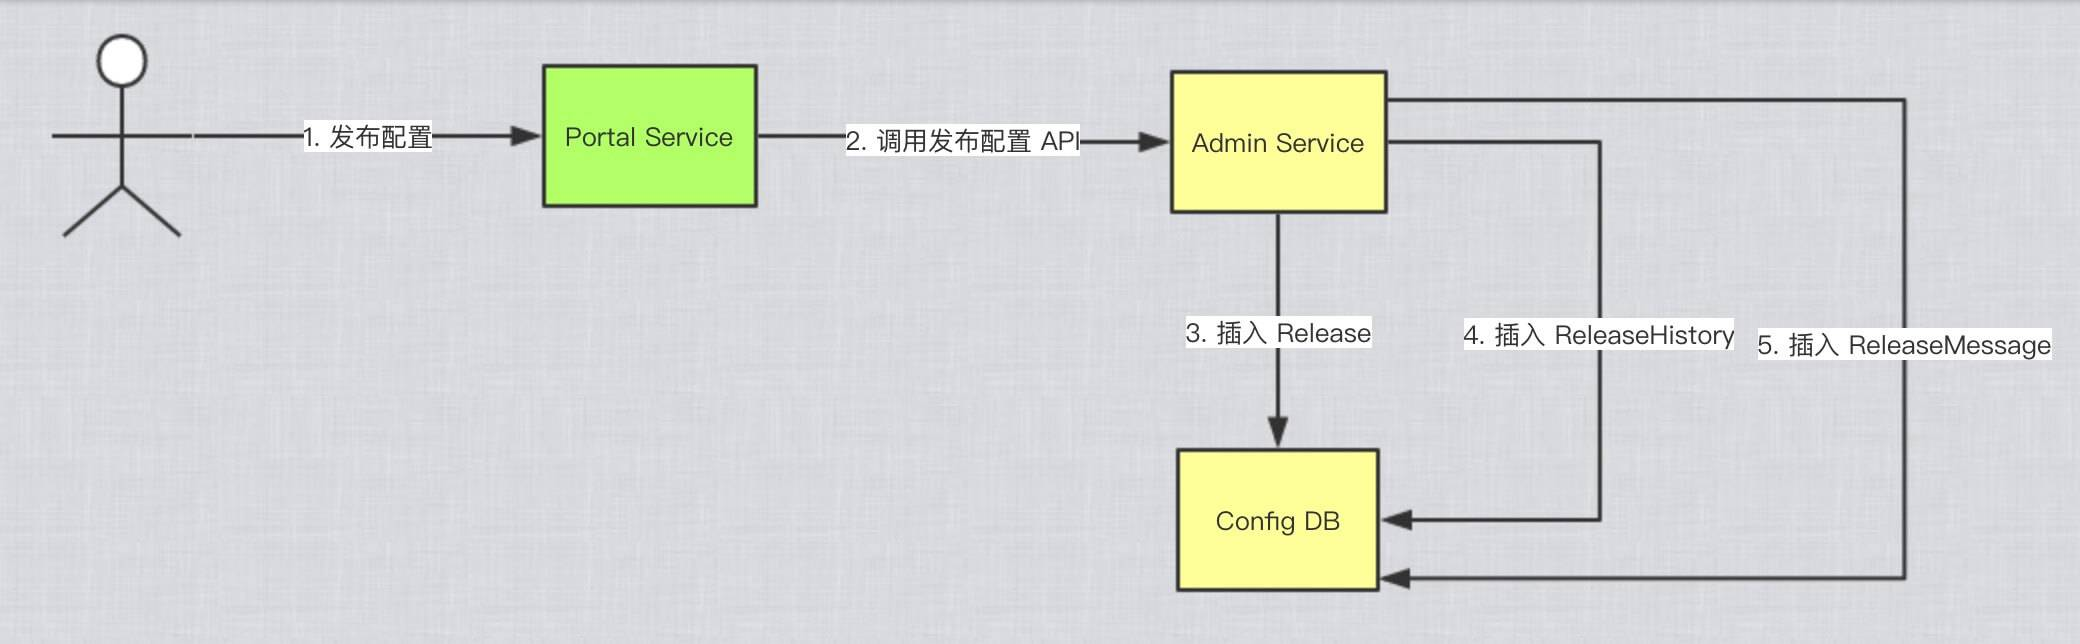 1. 发布配置
Portal Service
2. 调用发布配置 API
Admin Service
3. 插入 Release
4. 插入 ReleaseHistory
5. 插入 ReleaseMessage
Config DB